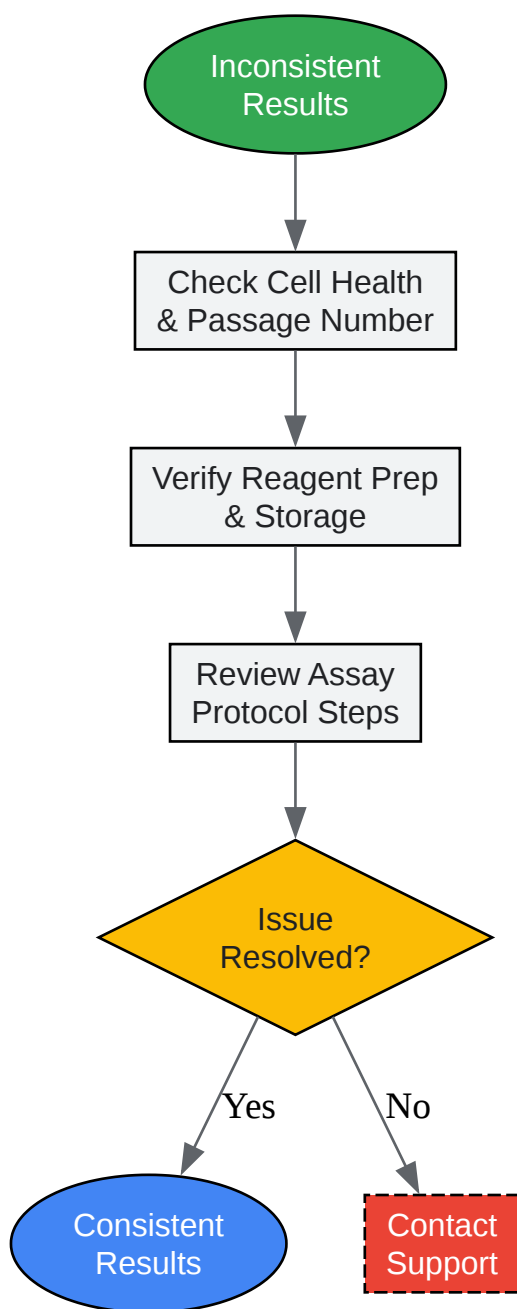 Inconsistent
Results
Check Cell Health
& Passage Number
Verify Reagent Prep
& Storage
Review Assay
Protocol Steps
Issue
Resolved?
Yes
No
Consistent
Results
Contact
Support